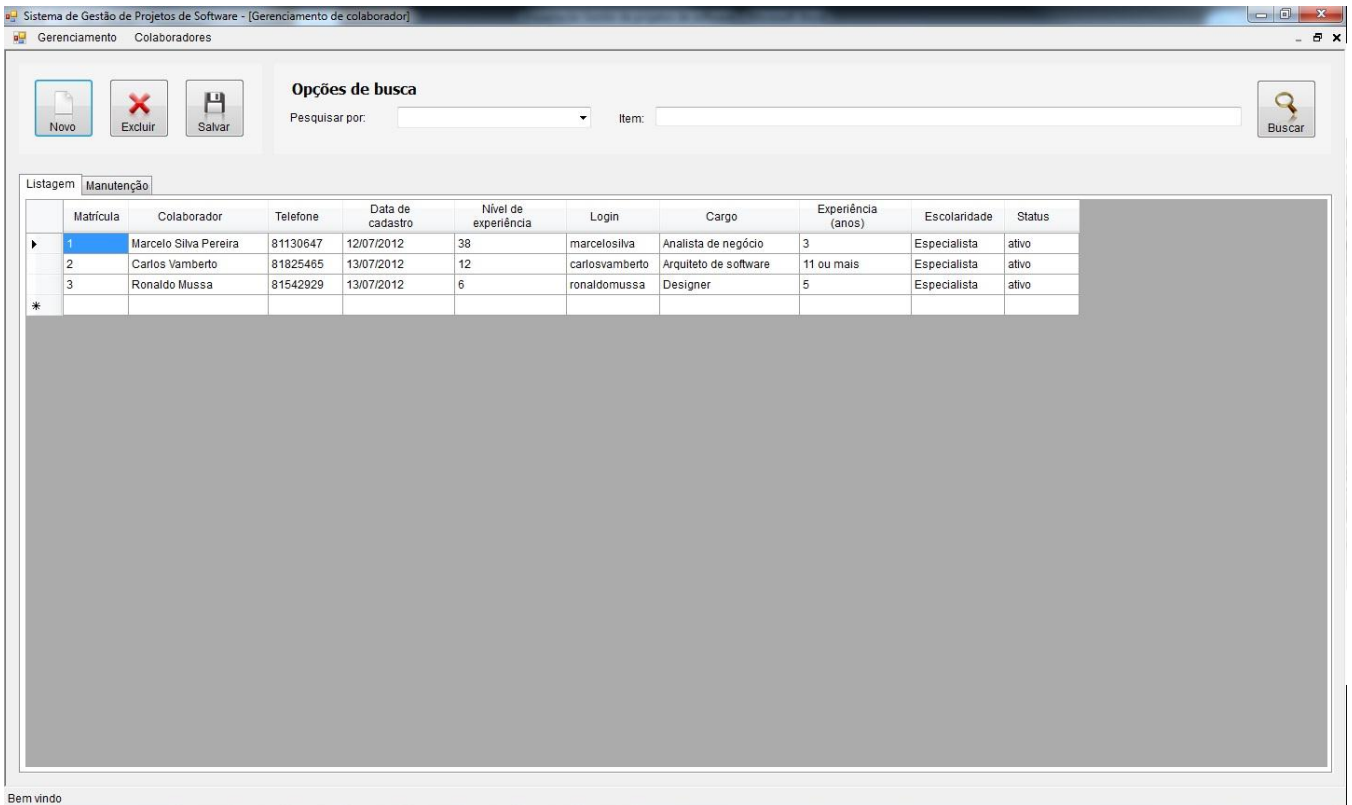 Sistema de Gestão de Projetos de Software - [Gerenciamento de colaborador]
Gerenciamento Colaboradores
Novo Excluir Salvar
Opções de busca
Pesquisar por: Item: Buscar
Listagem Manutenção
Matrícula Colaborador Telefone Data de cadastro Nível de experiência Login Cargo Experiência (anos) Escolaridade Status
1 Marcelo Silva Pereira 81130647 12/07/2012 38 marcelosilva Analista de negócio 3 Especialista ativo
2 Carlos Vamberto 81825465 13/07/2012 12 carlosvamberto Arquiteto de software 11 ou mais Especialista ativo
3 Ronaldo Mussa 81542929 13/07/2012 6 ronaldomussa Designer 5 Especialista ativo
Bem vindo